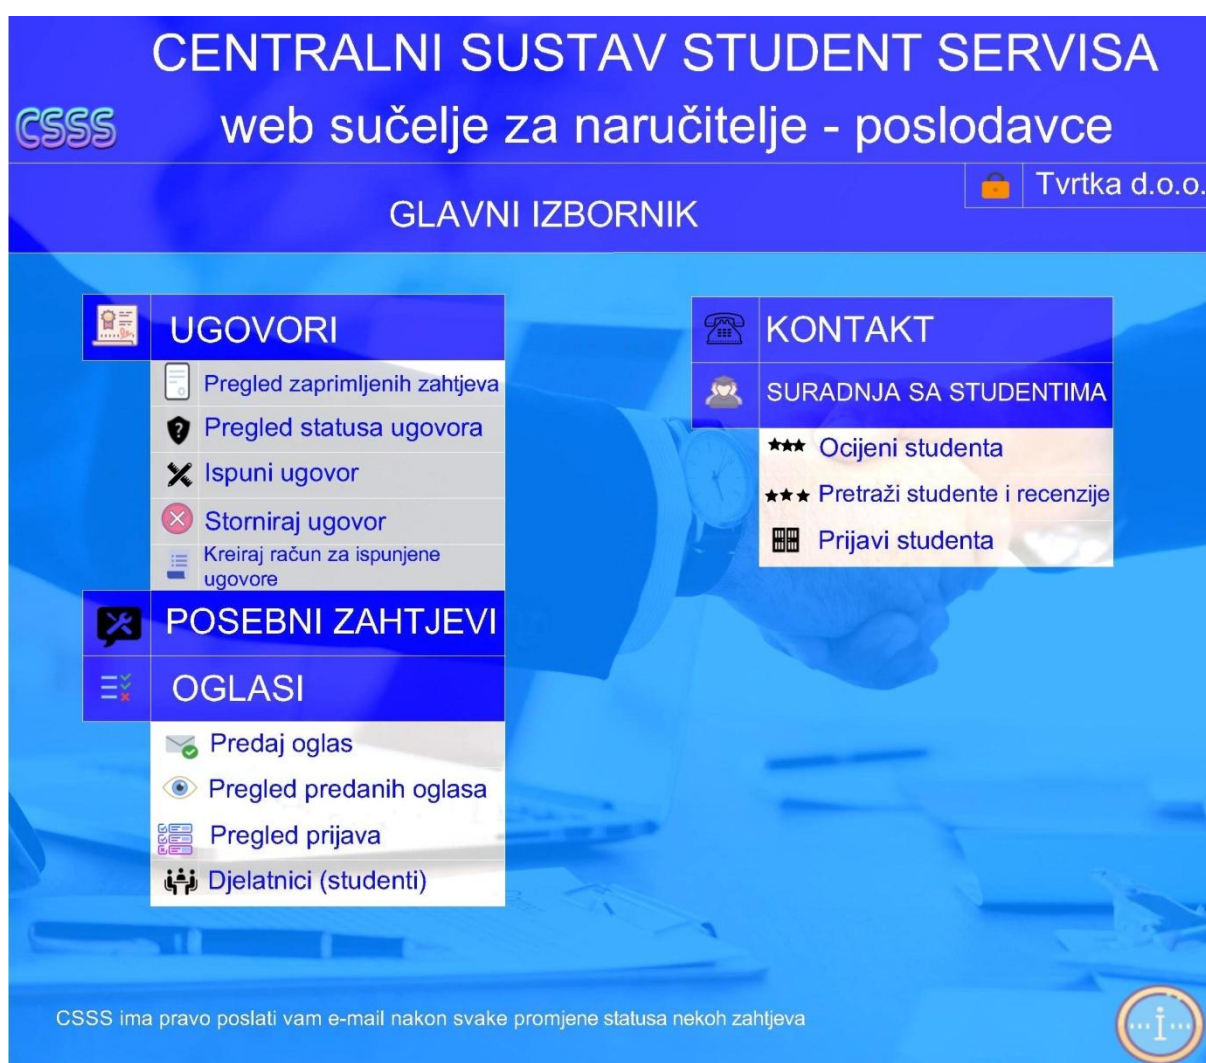 CENTRALNI SUSTAV STUDENT SERVISA
CSSS
web sučelje za naručitelje - poslodavce
Tvrtka d.o.o.
GLAVNI IZBORNIK
UGOVORI
Pregled zaprimljenih zahtjeva
Pregled statusa ugovora
Ispuni ugovor
Storniraj ugovor
Kreiraj račun za ispunjene
ugovore
POSEBNI ZAHTJEVI
OGLASI
Predaj oglas
Pregled predanih oglasa
Pregled prijava
Djelatnici (studenti)
KONTAKT
SURADNJA SA STUDENTIMA
Ocijeni studenta
Pretraži studente i recenzije
Prijavi studenta
CSSS ima pravo poslati vam e-mail nakon svake promjene statusa nekoh zahtjeva
...i...